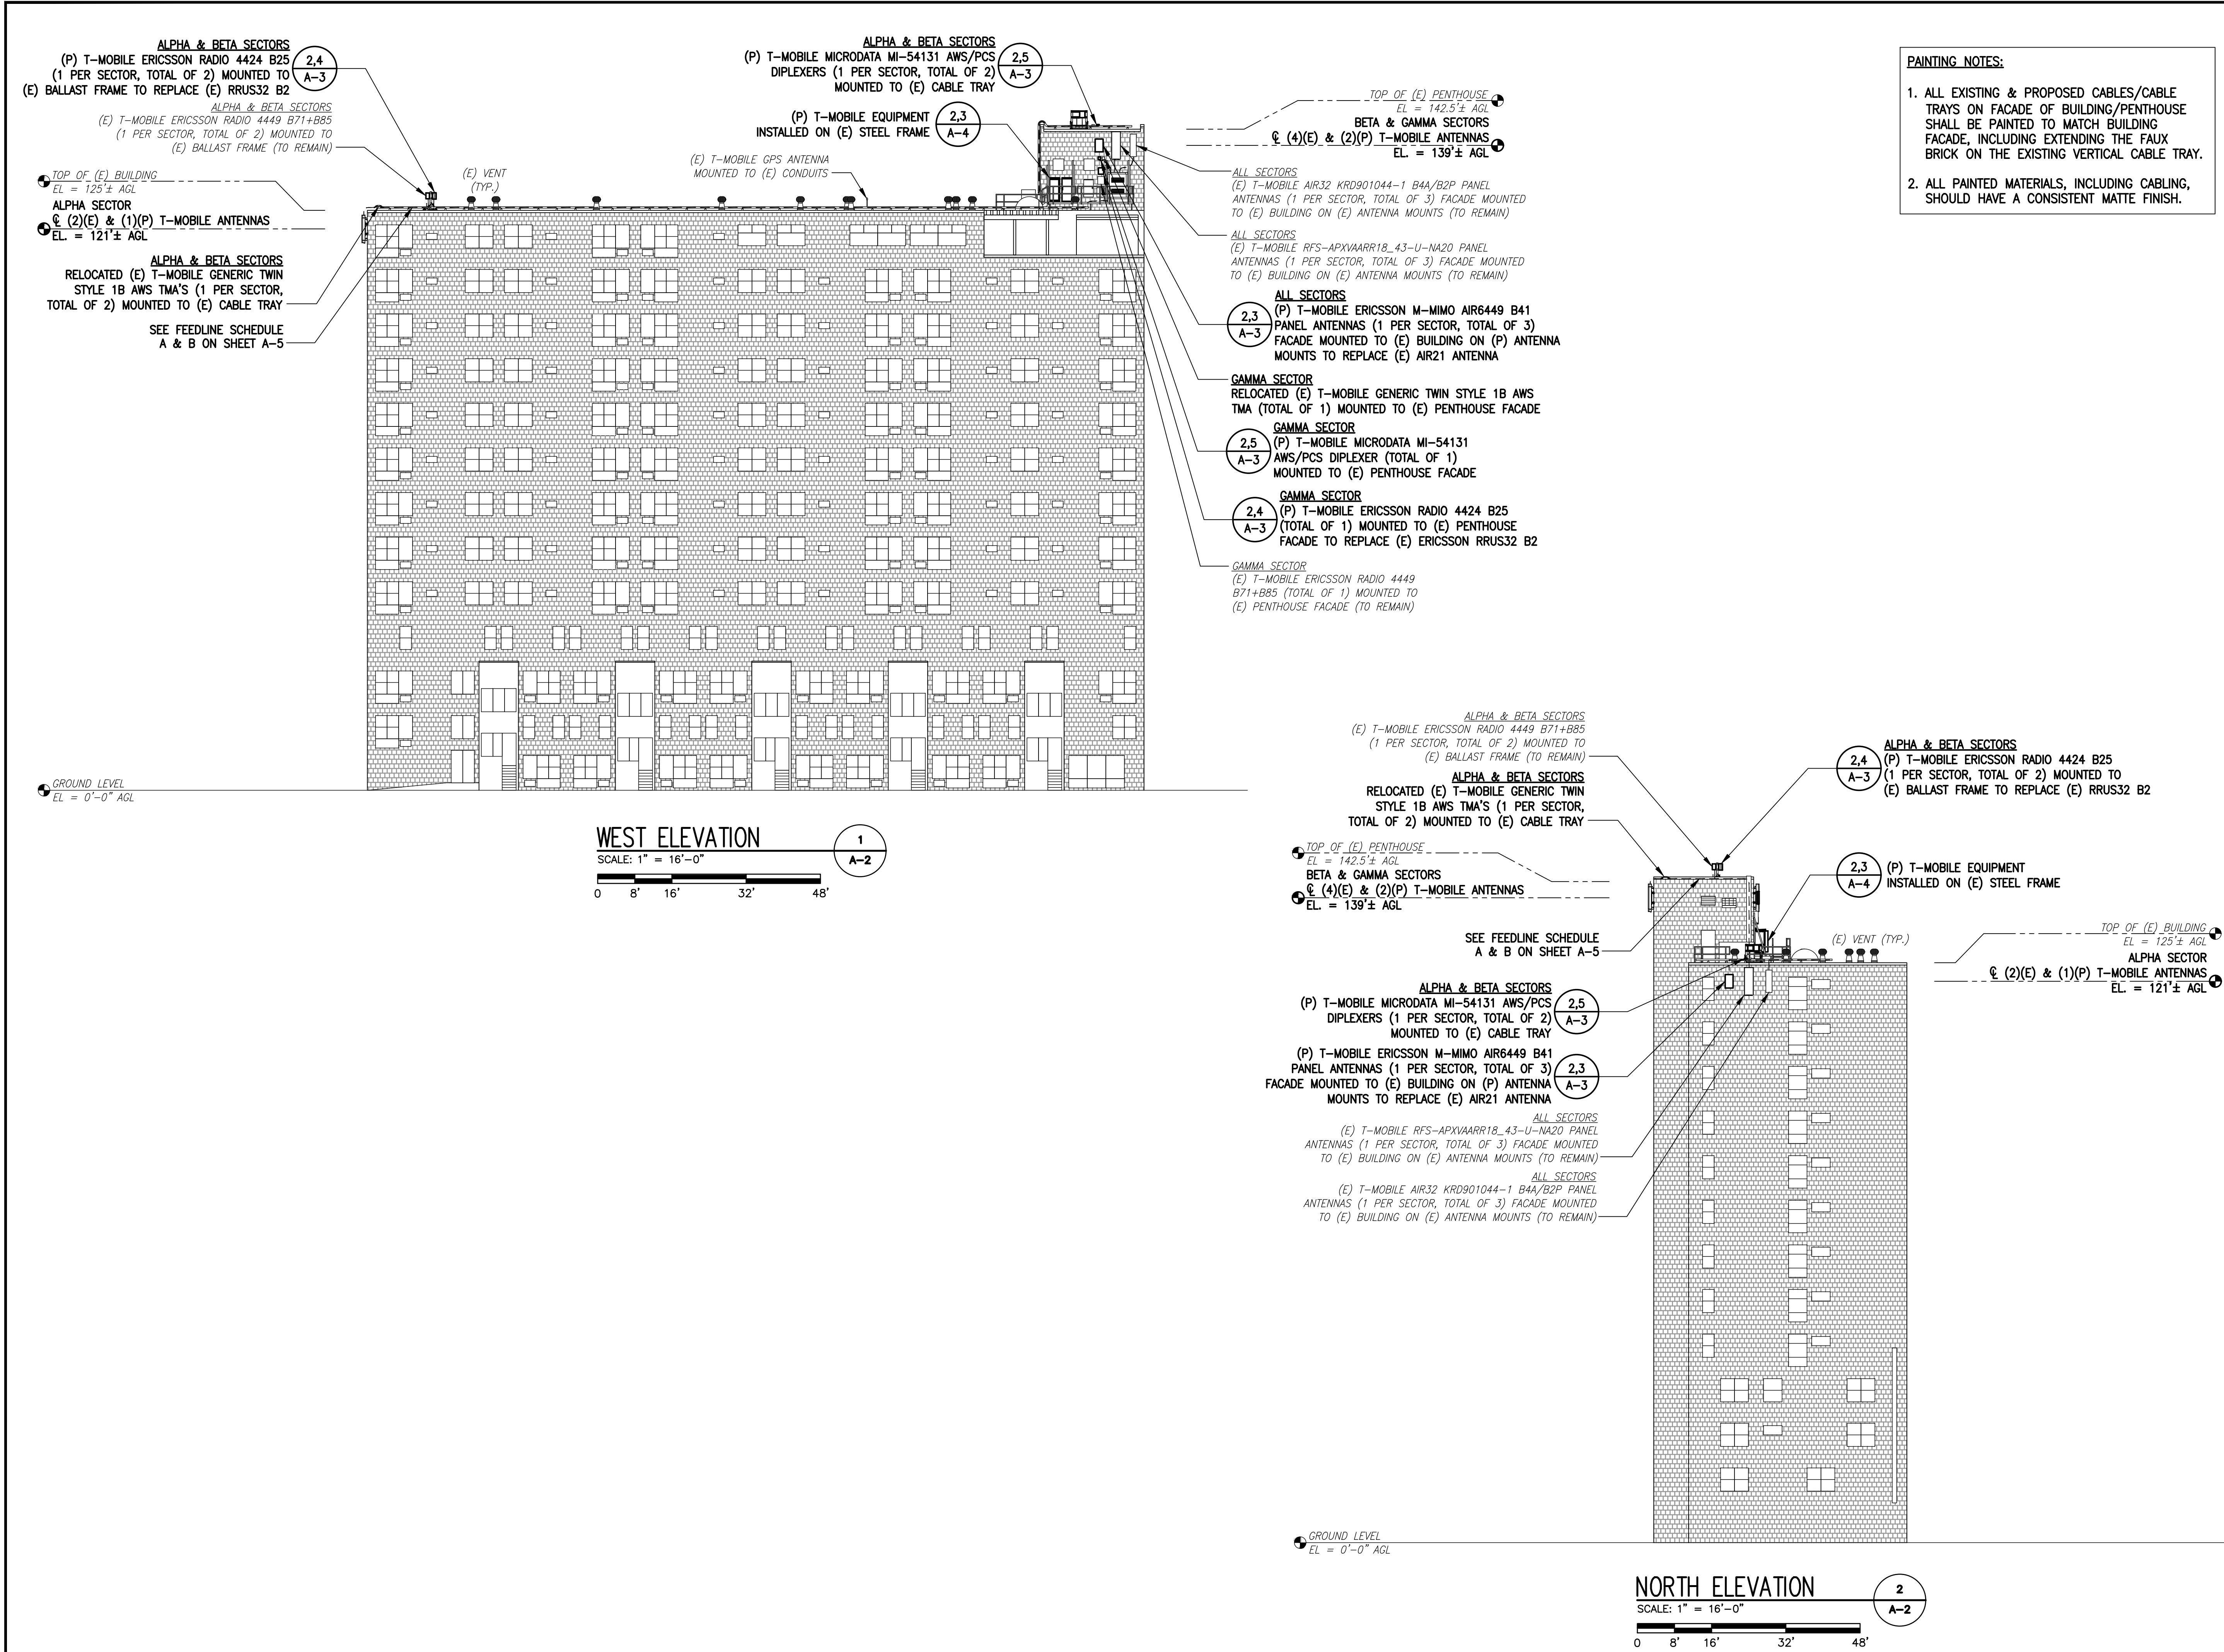 ALPHA & BETA SECTORS
(P) T-MOBILE ERICSSON RADIO 4424 B25
(1 PER SECTOR, TOTAL OF 2) MOUNTED TO
(E) BALLAST FRAME TO REPLACE (E) RRUS32 B2
2,4
A-3
ALPHA & BETA SECTORS
(E) T-MOBILE ERICSSON RADIO 4449 B71+B85
(1 PER SECTOR, TOTAL OF 2) MOUNTED TO
(E) BALLAST FRAME (TO REMAIN)
TOP OF (E) BUILDING
EL = 125'± AGL
ALPHA SECTOR
℄ (2)(E) & (1)(P) T-MOBILE ANTENNAS
EL. = 121'± AGL
ALPHA & BETA SECTORS
RELOCATED (E) T-MOBILE GENERIC TWIN
STYLE 1B AWS TMA'S (1 PER SECTOR,
TOTAL OF 2) MOUNTED TO (E) CABLE TRAY
SEE FEEDLINE SCHEDULE
A & B ON SHEET A-5
(E) VENT
(TYP.)
ALPHA & BETA SECTORS
(P) T-MOBILE MICRODATA MI-54131 AWS/PCS
DIPLEXERS (1 PER SECTOR, TOTAL OF 2)
MOUNTED TO (E) CABLE TRAY
2,5
A-3
(P) T-MOBILE EQUIPMENT
INSTALLED ON (E) STEEL FRAME
2,3
A-4
(E) T-MOBILE GPS ANTENNA
MOUNTED TO (E) CONDUITS
TOP OF (E) PENTHOUSE
EL = 142.5'± AGL
BETA & GAMMA SECTORS
℄ (4)(E) & (2)(P) T-MOBILE ANTENNAS
EL. = 139'± AGL
ALL SECTORS
(E) T-MOBILE AIR32 KRD901044-1 B4A/B2P PANEL
ANTENNAS (1 PER SECTOR, TOTAL OF 3) FACADE MOUNTED
TO (E) BUILDING ON (E) ANTENNA MOUNTS (TO REMAIN)
ALL SECTORS
(E) T-MOBILE RFS-APXVAARR18_43-U-NA20 PANEL
ANTENNAS (1 PER SECTOR, TOTAL OF 3) FACADE MOUNTED
TO (E) BUILDING ON (E) ANTENNA MOUNTS (TO REMAIN)
2,3
A-3
ALL SECTORS
(P) T-MOBILE ERICSSON M-MIMO AIR6449 B41
PANEL ANTENNAS (1 PER SECTOR, TOTAL OF 3)
FACADE MOUNTED TO (E) BUILDING ON (P) ANTENNA
MOUNTS TO REPLACE (E) AIR21 ANTENNA
GAMMA SECTOR
RELOCATED (E) T-MOBILE GENERIC TWIN STYLE 1B AWS
TMA (TOTAL OF 1) MOUNTED TO (E) PENTHOUSE FACADE
2,5
A-3
GAMMA SECTOR
(P) T-MOBILE MICRODATA MI-54131
AWS/PCS DIPLEXER (TOTAL OF 1)
MOUNTED TO (E) PENTHOUSE FACADE
2,4
A-3
GAMMA SECTOR
(P) T-MOBILE ERICSSON RADIO 4424 B25
(TOTAL OF 1) MOUNTED TO (E) PENTHOUSE
FACADE TO REPLACE (E) ERICSSON RRUS32 B2
GAMMA SECTOR
(E) T-MOBILE ERICSSON RADIO 4449
B71+B85 (TOTAL OF 1) MOUNTED TO
(E) PENTHOUSE FACADE (TO REMAIN)
PAINTING NOTES:
1. ALL EXISTING & PROPOSED CABLES/CABLE
TRAYS ON FACADE OF BUILDING/PENTHOUSE
SHALL BE PAINTED TO MATCH BUILDING
FACADE, INCLUDING EXTENDING THE FAUX
BRICK ON THE EXISTING VERTICAL CABLE TRAY.
2. ALL PAINTED MATERIALS, INCLUDING CABLING,
SHOULD HAVE A CONSISTENT MATTE FINISH.
GROUND LEVEL
EL = 0'-0" AGL
WEST ELEVATION
SCALE: 1" = 16'-0"
1
A-2
0 8' 16' 32' 48'
ALPHA & BETA SECTORS
(E) T-MOBILE ERICSSON RADIO 4449 B71+B85
(1 PER SECTOR, TOTAL OF 2) MOUNTED TO
(E) BALLAST FRAME (TO REMAIN)
ALPHA & BETA SECTORS
RELOCATED (E) T-MOBILE GENERIC TWIN
STYLE 1B AWS TMA'S (1 PER SECTOR,
TOTAL OF 2) MOUNTED TO (E) CABLE TRAY
TOP OF (E) PENTHOUSE
EL = 142.5'± AGL
BETA & GAMMA SECTORS
℄ (4)(E) & (2)(P) T-MOBILE ANTENNAS
EL. = 139'± AGL
SEE FEEDLINE SCHEDULE
A & B ON SHEET A-5
ALPHA & BETA SECTORS
(P) T-MOBILE MICRODATA MI-54131 AWS/PCS
DIPLEXERS (1 PER SECTOR, TOTAL OF 2)
MOUNTED TO (E) CABLE TRAY
2,5
A-3
(P) T-MOBILE ERICSSON M-MIMO AIR6449 B41
PANEL ANTENNAS (1 PER SECTOR, TOTAL OF 3)
FACADE MOUNTED TO (E) BUILDING ON (P) ANTENNA
MOUNTS TO REPLACE (E) AIR21 ANTENNA
2,3
A-3
ALL SECTORS
(E) T-MOBILE RFS-APXVAARR18_43-U-NA20 PANEL
ANTENNAS (1 PER SECTOR, TOTAL OF 3) FACADE MOUNTED
TO (E) BUILDING ON (E) ANTENNA MOUNTS (TO REMAIN)
ALL SECTORS
(E) T-MOBILE AIR32 KRD901044-1 B4A/B2P PANEL
ANTENNAS (1 PER SECTOR, TOTAL OF 3) FACADE MOUNTED
TO (E) BUILDING ON (E) ANTENNA MOUNTS (TO REMAIN)
2,4
A-3
ALPHA & BETA SECTORS
(P) T-MOBILE ERICSSON RADIO 4424 B25
(1 PER SECTOR, TOTAL OF 2) MOUNTED TO
(E) BALLAST FRAME TO REPLACE (E) RRUS32 B2
2,3
A-4
(P) T-MOBILE EQUIPMENT
INSTALLED ON (E) STEEL FRAME
(E) VENT (TYP.)
TOP OF (E) BUILDING
EL = 125'± AGL
ALPHA SECTOR
℄ (2)(E) & (1)(P) T-MOBILE ANTENNAS
EL. = 121'± AGL
GROUND LEVEL
EL = 0'-0" AGL
NORTH ELEVATION
SCALE: 1" = 16'-0"
2
A-2
0 8' 16' 32' 48'